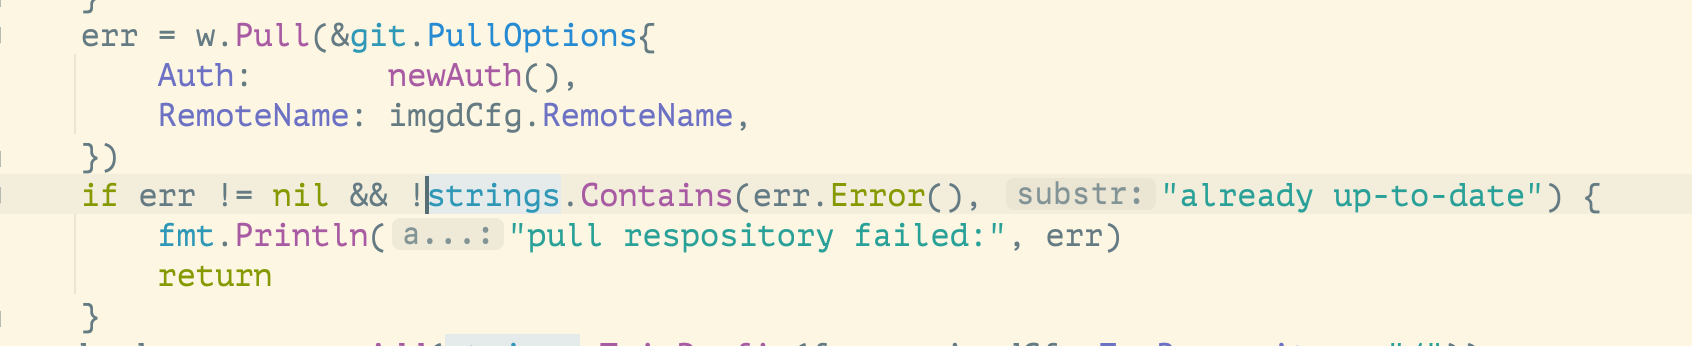 }
err = w.Pull(&git.PullOptions{
Auth: newAuth(),
RemoteName: imgdCfg.RemoteName,
})
if err != nil && !strings.Contains(err.Error(), substr: "already up-to-date") {
fmt.Println( a...: "pull respository failed:", err)
return
}